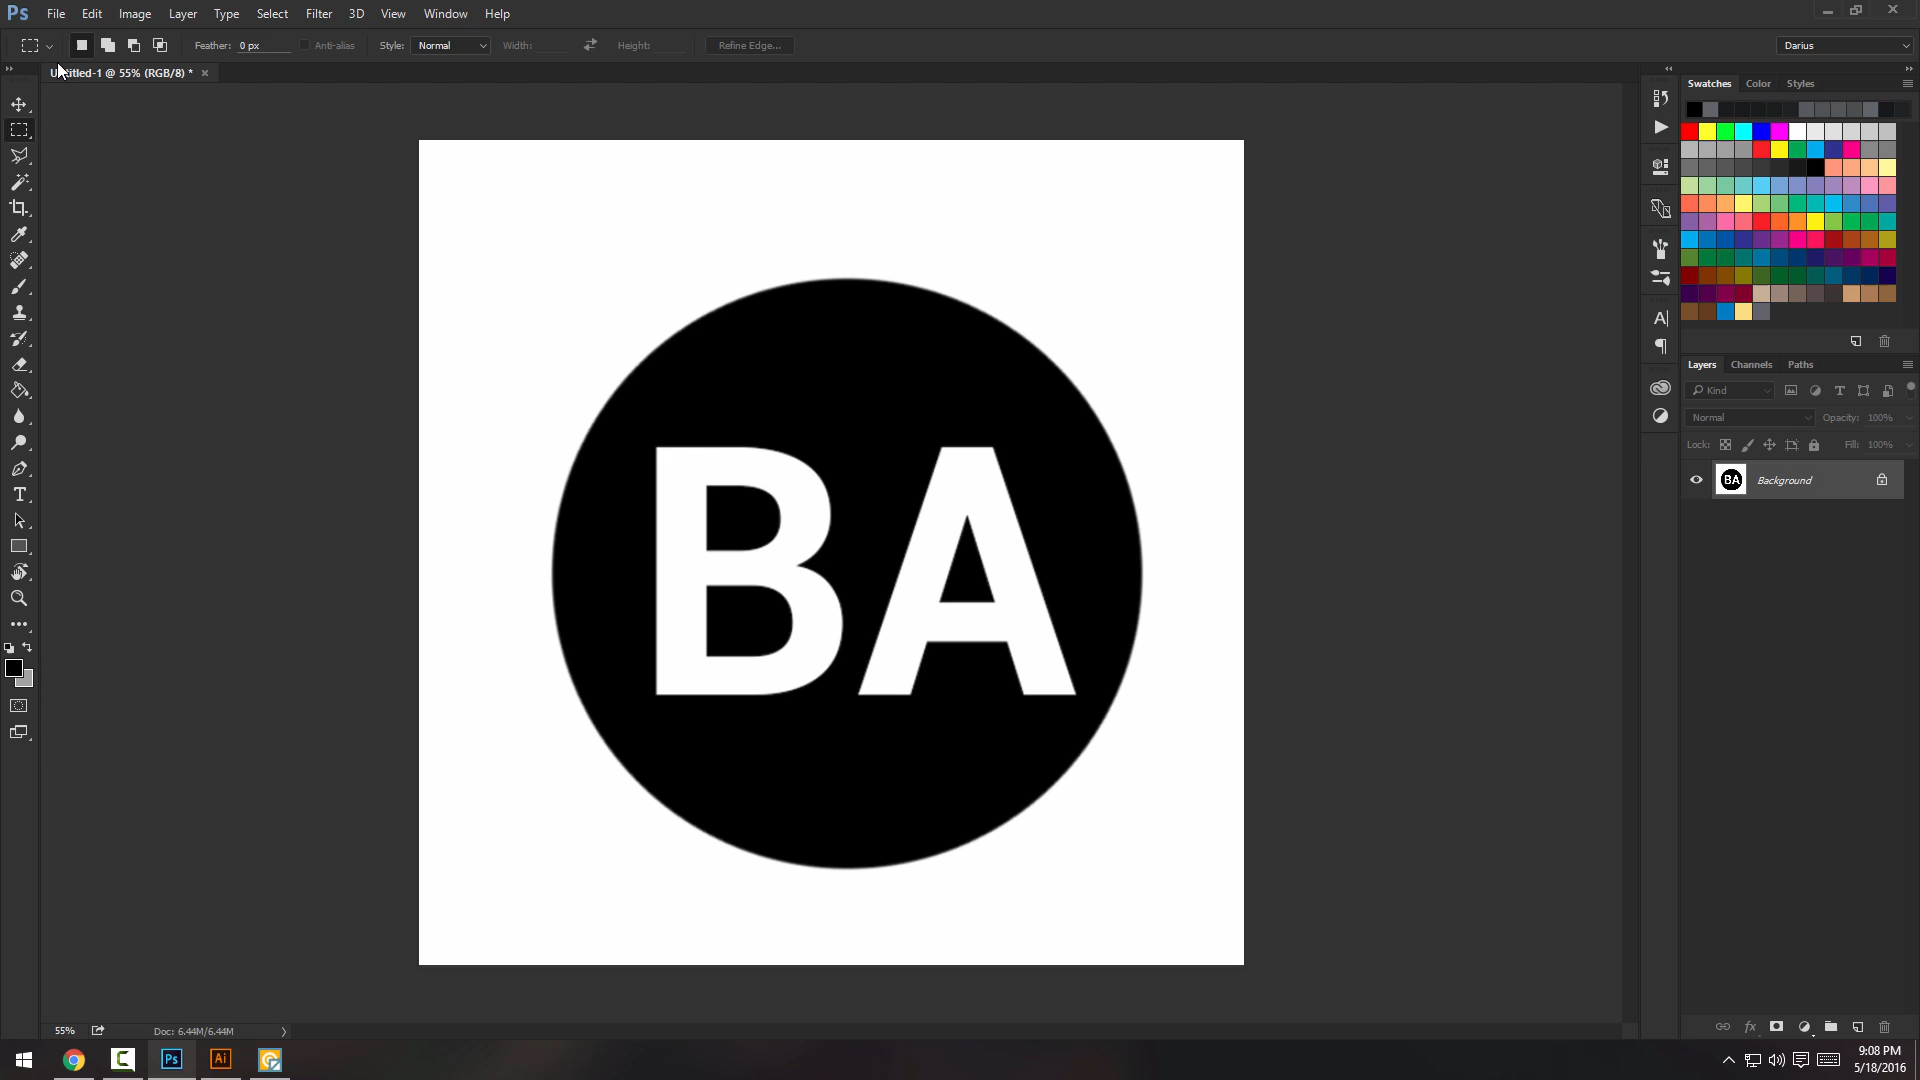 Ps File Edit Image Layer Type Select Filter 3D View Window Help
Feather: 0 px Anti-alias Style: Normal Width: Height: Refine Edge... Darius
Untitled-1 @ 55% (RGB/8) * ×
Swatches Color Styles
BA
Layers Channels Paths
Kind
Normal Opacity: 100%
Lock: Fill: 100%
BA Background
fx
55% Doc: 6.44M/6.44M
Ps Ai
9:08 PM
5/18/2016